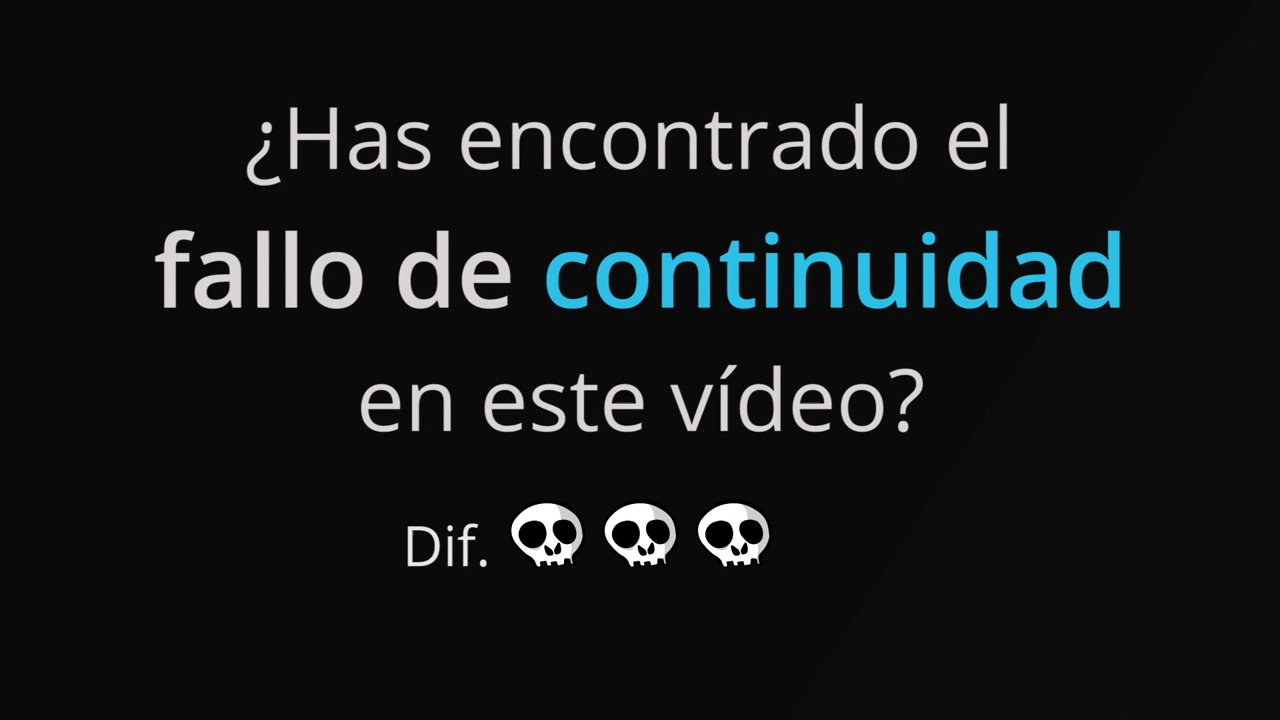 ¿Has encontrado el
fallo de continuidad
en este vídeo?
Dif.